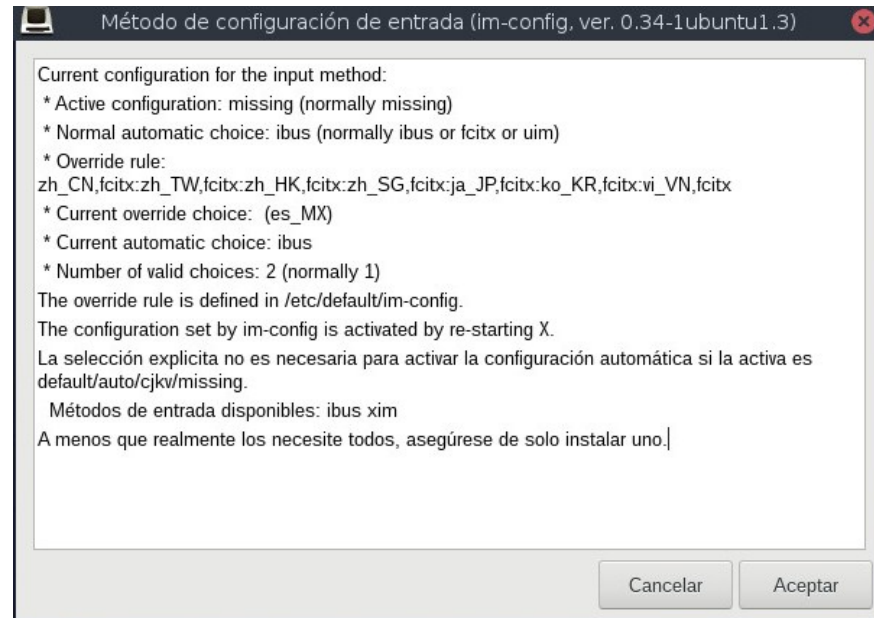 Método de configuración de entrada (im-config, ver. 0.34-1ubuntu1.3)
Current configuration for the input method:
* Active configuration: missing (normally missing)
* Normal automatic choice: ibus (normally ibus or fcitx or uim)
* Override rule:
zh_CN,fcitx:zh_TW,fcitx:zh_HK,fcitx:zh_SG,fcitx:ja_JP,fcitx:ko_KR,fcitx:vi_VN,fcitx
* Current override choice:  (es_MX)
* Current automatic choice: ibus
* Number of valid choices: 2 (normally 1)
The override rule is defined in /etc/default/im-config.
The configuration set by im-config is activated by re-starting X.
La selección explicita no es necesaria para activar la configuración automática si la activa es
default/auto/cjkv/missing.
Métodos de entrada disponibles: ibus xim
A menos que realmente los necesite todos, asegúrese de solo instalar uno.
Cancelar
Aceptar